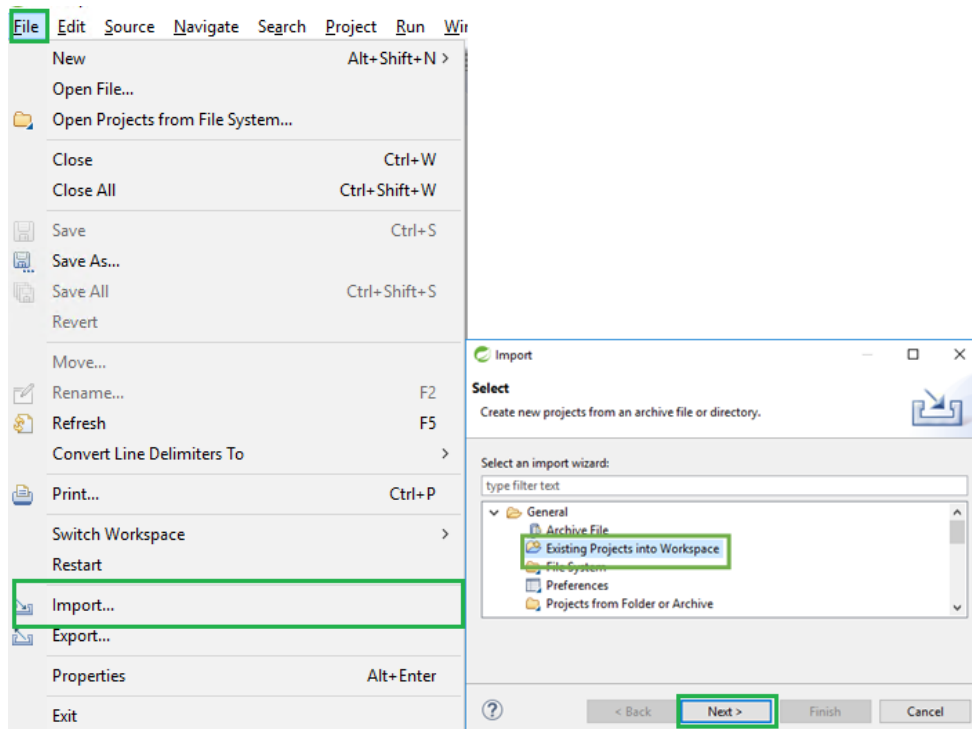 File Edit Source Navigate Search Project Run
New Alt+Shift+N >
Open File...
Open Projects from File System...
Close Ctrl+W
Close All Ctrl+Shift+W
Save Ctrl+S
Save As...
Save All Ctrl+Shift+S
Revert
Move...
Rename... F2
Refresh F5
Convert Line Delimiters To >
Print... Ctrl+P
Switch Workspace >
Restart
Import...
Export...
Properties Alt+Enter
Exit
Import
Select
Create new projects from an archive file or directory.
Select an import wizard:
type filter text
General
Archive File
Existing Projects into Workspace
File System
Preferences
Projects from Folder or Archive
? < Back Next > Finish Cancel